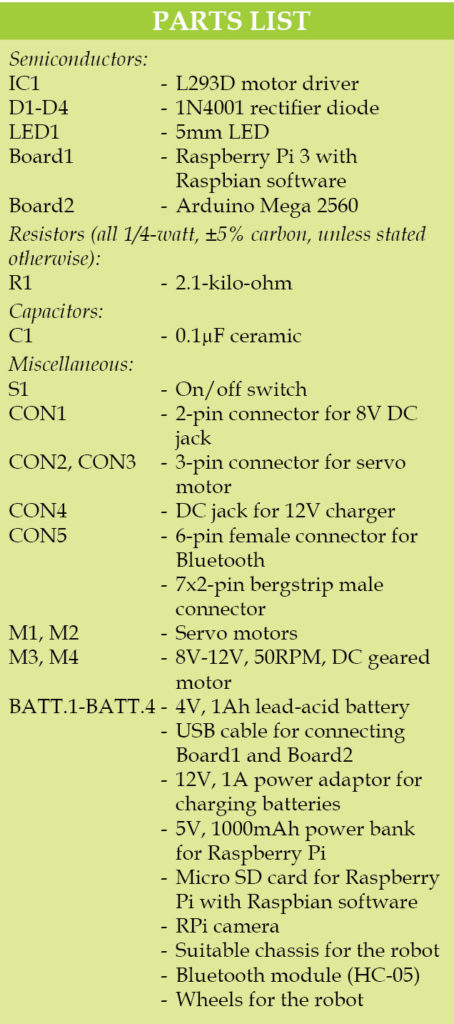 PARTS LIST
Semiconductors:
IC1 - L293D motor driver
D1-D4 - 1N4001 rectifier diode
LED1 - 5mm LED
Board1 - Raspberry Pi 3 with
Raspbian software
Board2 - Arduino Mega 2560
Resistors (all 1/4-watt, ±5% carbon, unless stated
otherwise):
R1 - 2.1-kilo-ohm
Capacitors:
C1 - 0.1µF ceramic
Miscellaneous:
S1 - On/off switch
CON1 - 2-pin connector for 8V DC
jack
CON2, CON3 - 3-pin connector for servo
motor
CON4 - DC jack for 12V charger
CON5 - 6-pin female connector for
Bluetooth
- 7x2-pin bergstrip male
connector
M1, M2 - Servo motors
M3, M4 - 8V-12V, 50RPM, DC geared
motor
BATT.1-BATT.4 - 4V, 1Ah lead-acid battery
- USB cable for connecting
Board1 and Board2
- 12V, 1A power adaptor for
charging batteries
- 5V, 1000mAh power bank
for Raspberry Pi
- Micro SD card for Raspberry
Pi with Raspbian software
- RPi camera
- Suitable chassis for the robot
- Bluetooth module (HC-05)
- Wheels for the robot